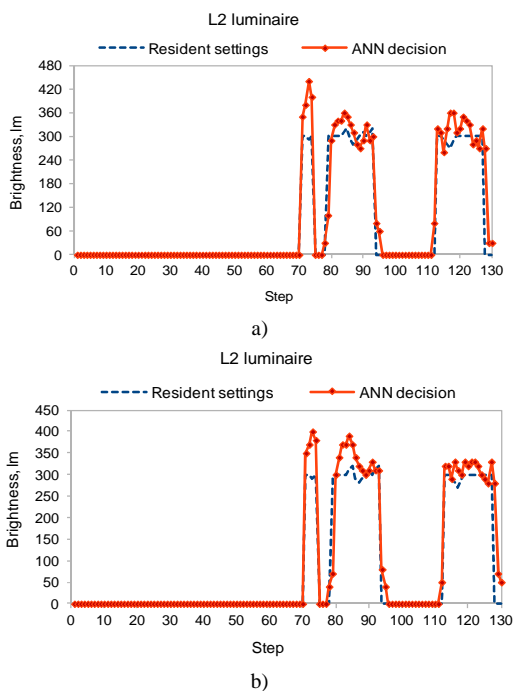 L2 luminaire
Resident settings ANN decision
480
420
360
300
240
180
120
60
0
Brightness, lm
0 10 20 30 40 50 60 70 80 90 100 110 120 130
Step
a)
L2 luminaire
Resident settings ANN decision
450
400
350
300
250
200
150
100
50
0
Brightness, lm
0 10 20 30 40 50 60 70 80 90 100 110 120 130
Step
b)